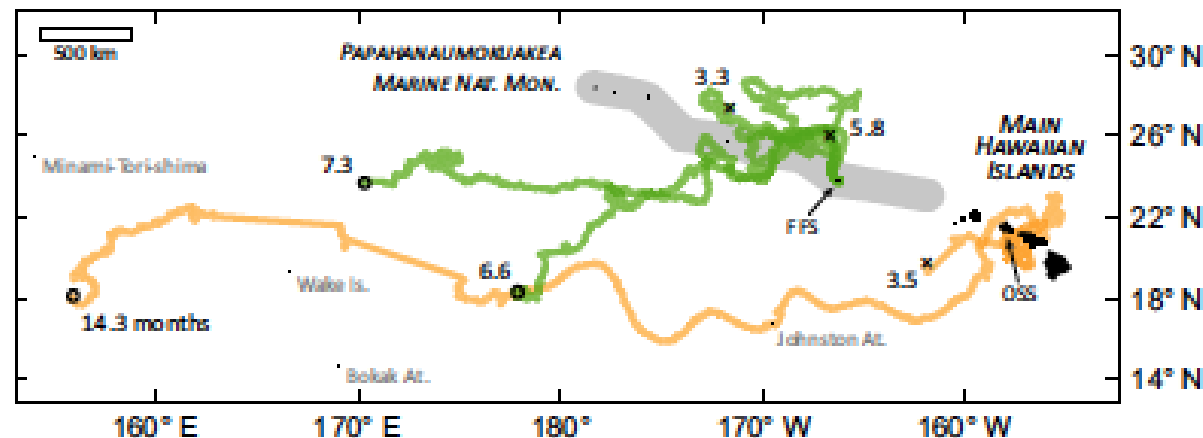 500 km
PAPAHANAUMOKUAKEA
MARINE NAT. MON.
3.3
30° N
5.8
26° N
MAIN
HAWAIIAN
ISLANDS
Minami-Tori-shima
7.3
FFS
22° N
Wake Is.
6.6
3.5
OSS
18° N
14.3 months
Johnston At.
Bokak At.
14° N
160° E
170° E
180°
170° W
160° W